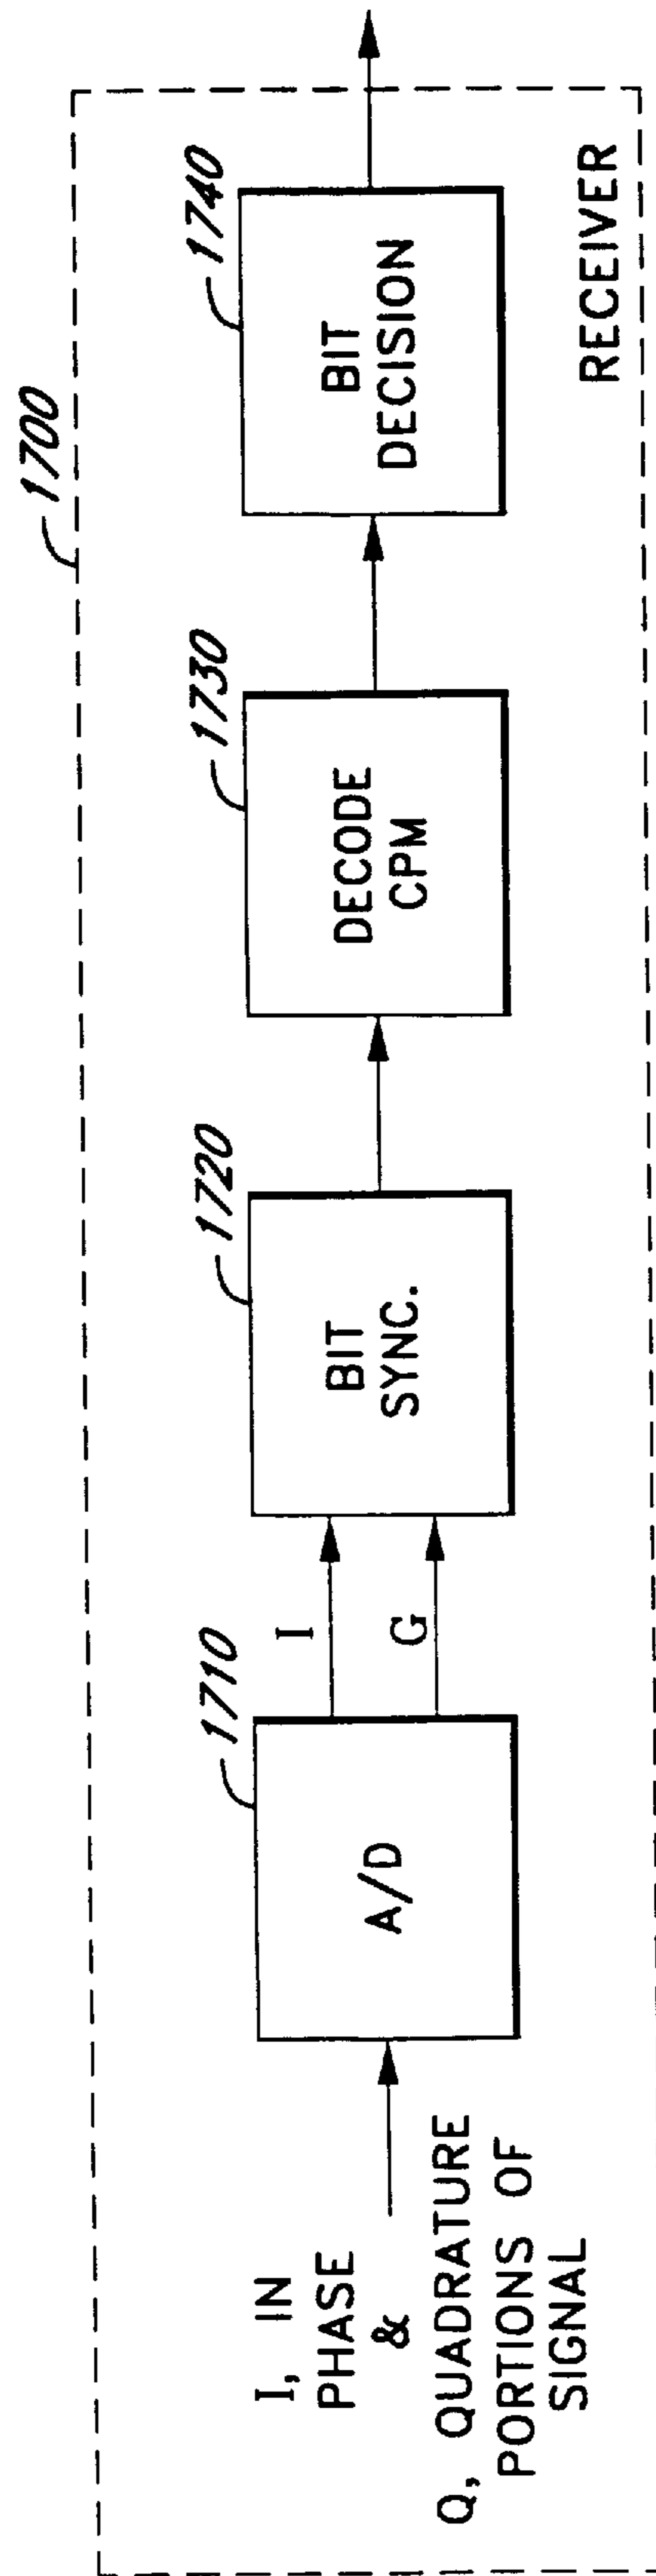 1700
I, IN
PHASE
&
Q, QUADRATURE
PORTIONS OF
SIGNAL
1710
A/D
I
G
1720
BIT
SYNC.
1730
DECODE
CPM
1740
BIT
DECISION
RECEIVER